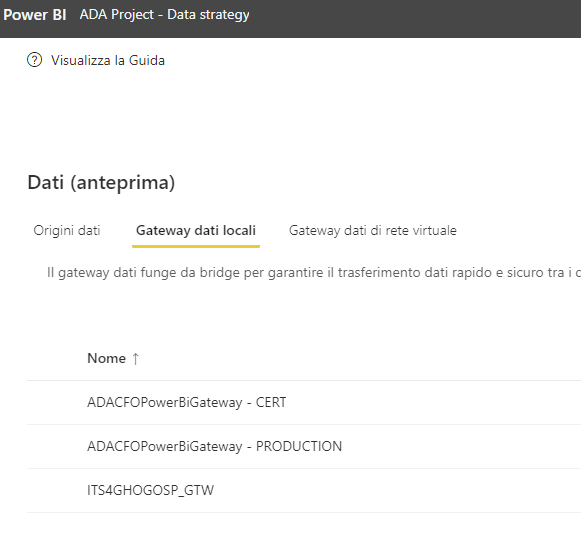 Power BI ADA Project - Data strategy
Visualizza la Guida
Dati (anteprima)
Origini dati Gateway dati locali Gateway dati di rete virtuale
Il gateway dati funge da bridge per garantire il trasferimento dati rapido e sicuro tra i
Nome ↑
ADACFOPowerBiGateway - CERT
ADACFOPowerBiGateway - PRODUCTION
ITS4GHOGOSP_GTW